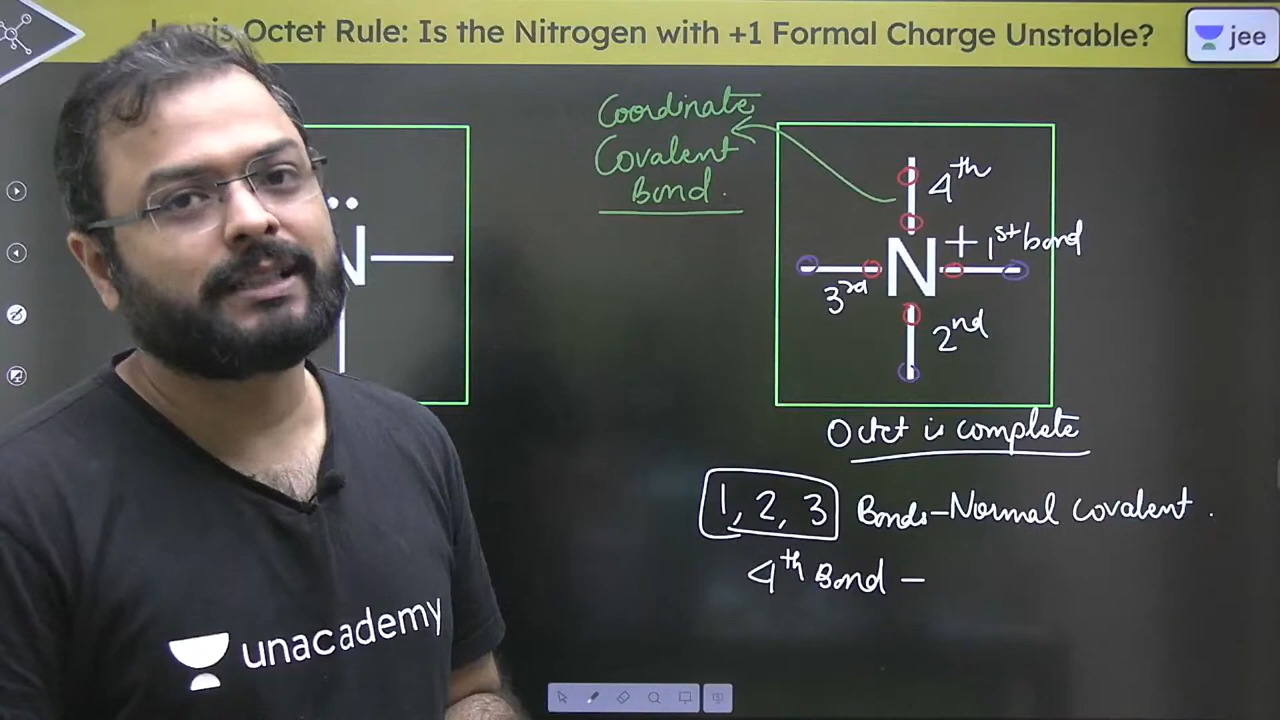 Octet Rule: Is the Nitrogen with +1 Formal Charge Unstable?
jee
Coordinate
Covalent
Bond.
N
4th
N
+
1st bond
3rd
2nd
Octet is complete
1, 2, 3 Bonds-Normal covalent.
4th Bond -
unacademy